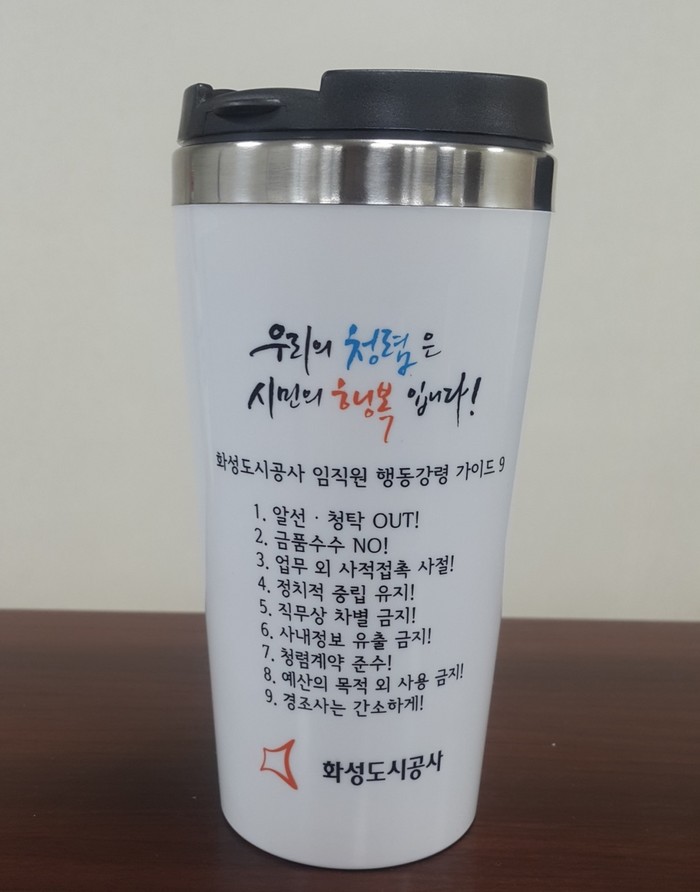 우리의 청렴은
시민의 행복입니다!
화성도시공사 임직원 행동강령 가이드 9
1. 알선 · 청탁 OUT!
2. 금품수수 NO!
3. 업무 외 사적접촉 사절!
4. 정치적 중립 유지!
5. 직무상 차별 금지!
6. 사내정보 유출 금지!
7. 청렴계약 준수!
8. 예산의 목적 외 사용 금지!
9. 경조사는 간소하게!
화성도시공사